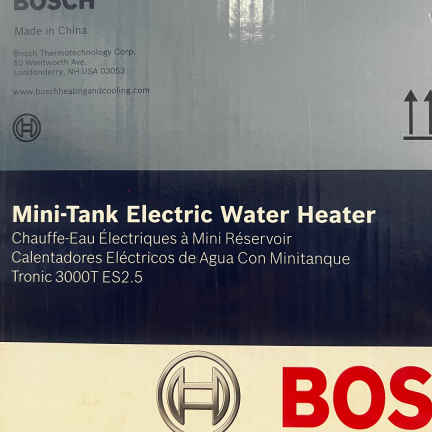 BOSCH
Made in China
Bosch Thermotechnology Corp.
50 Wentworth Ave.
Londonderry, NH USA 03053
www.boschheatingandcooling.com
Mini-Tank Electric Water Heater
Chauffe-Eau Électriques à Mini Réservoir
Calentadores Eléctricos de Agua Con Minitanque
Tronic 3000T ES2.5
BOS